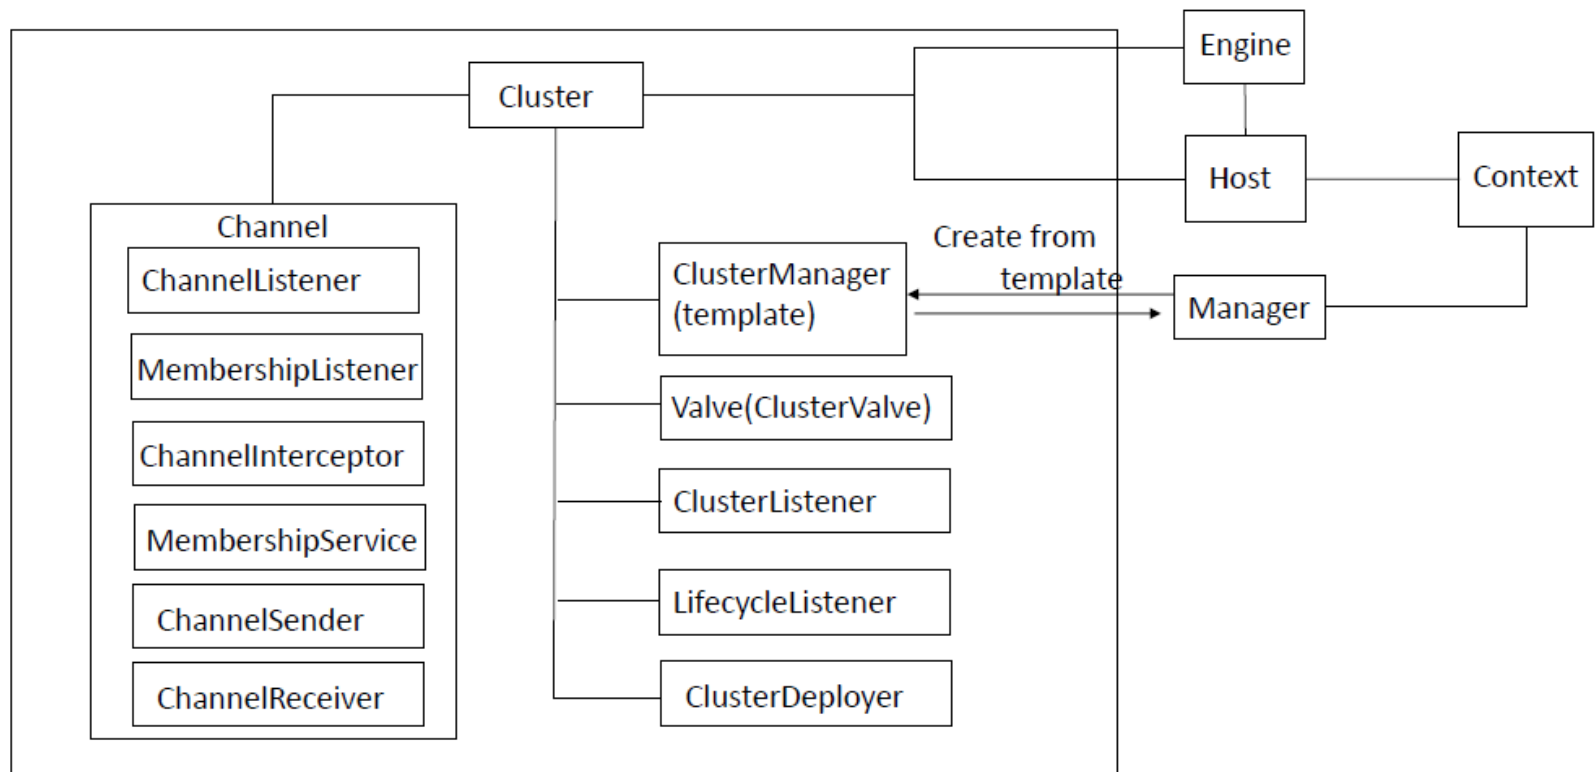 Engine
Cluster
Host
Context
Channel
ChannelListener
MembershipListener
ChannelInterceptor
MembershipService
ChannelSender
ChannelReceiver
ClusterManager
(template)
Valve(ClusterValve)
ClusterListener
LifecycleListener
ClusterDeployer
Create from
template
Manager